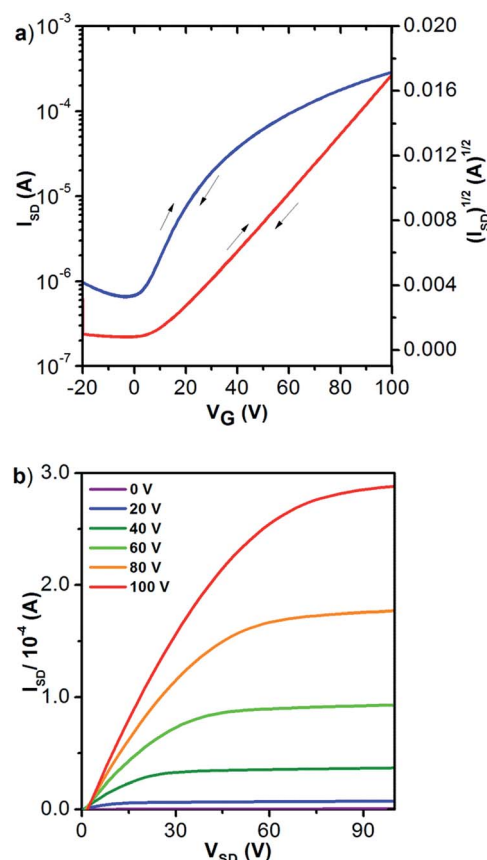 a)
10⁻³
10⁻⁴
10⁻⁵
10⁻⁶
10⁻⁷
I_SD (A)
0.020
0.016
0.012
0.008
0.004
0.000
(I_SD)^1/2 (A)^1/2
-20 0 20 40 60 80 100
V_G (V)
b)
3.0
2.0
1.0
0.0
I_SD/ 10⁻⁴ (A)
0 V
20 V
40 V
60 V
80 V
100 V
0 30 60 90
V_SD (V)